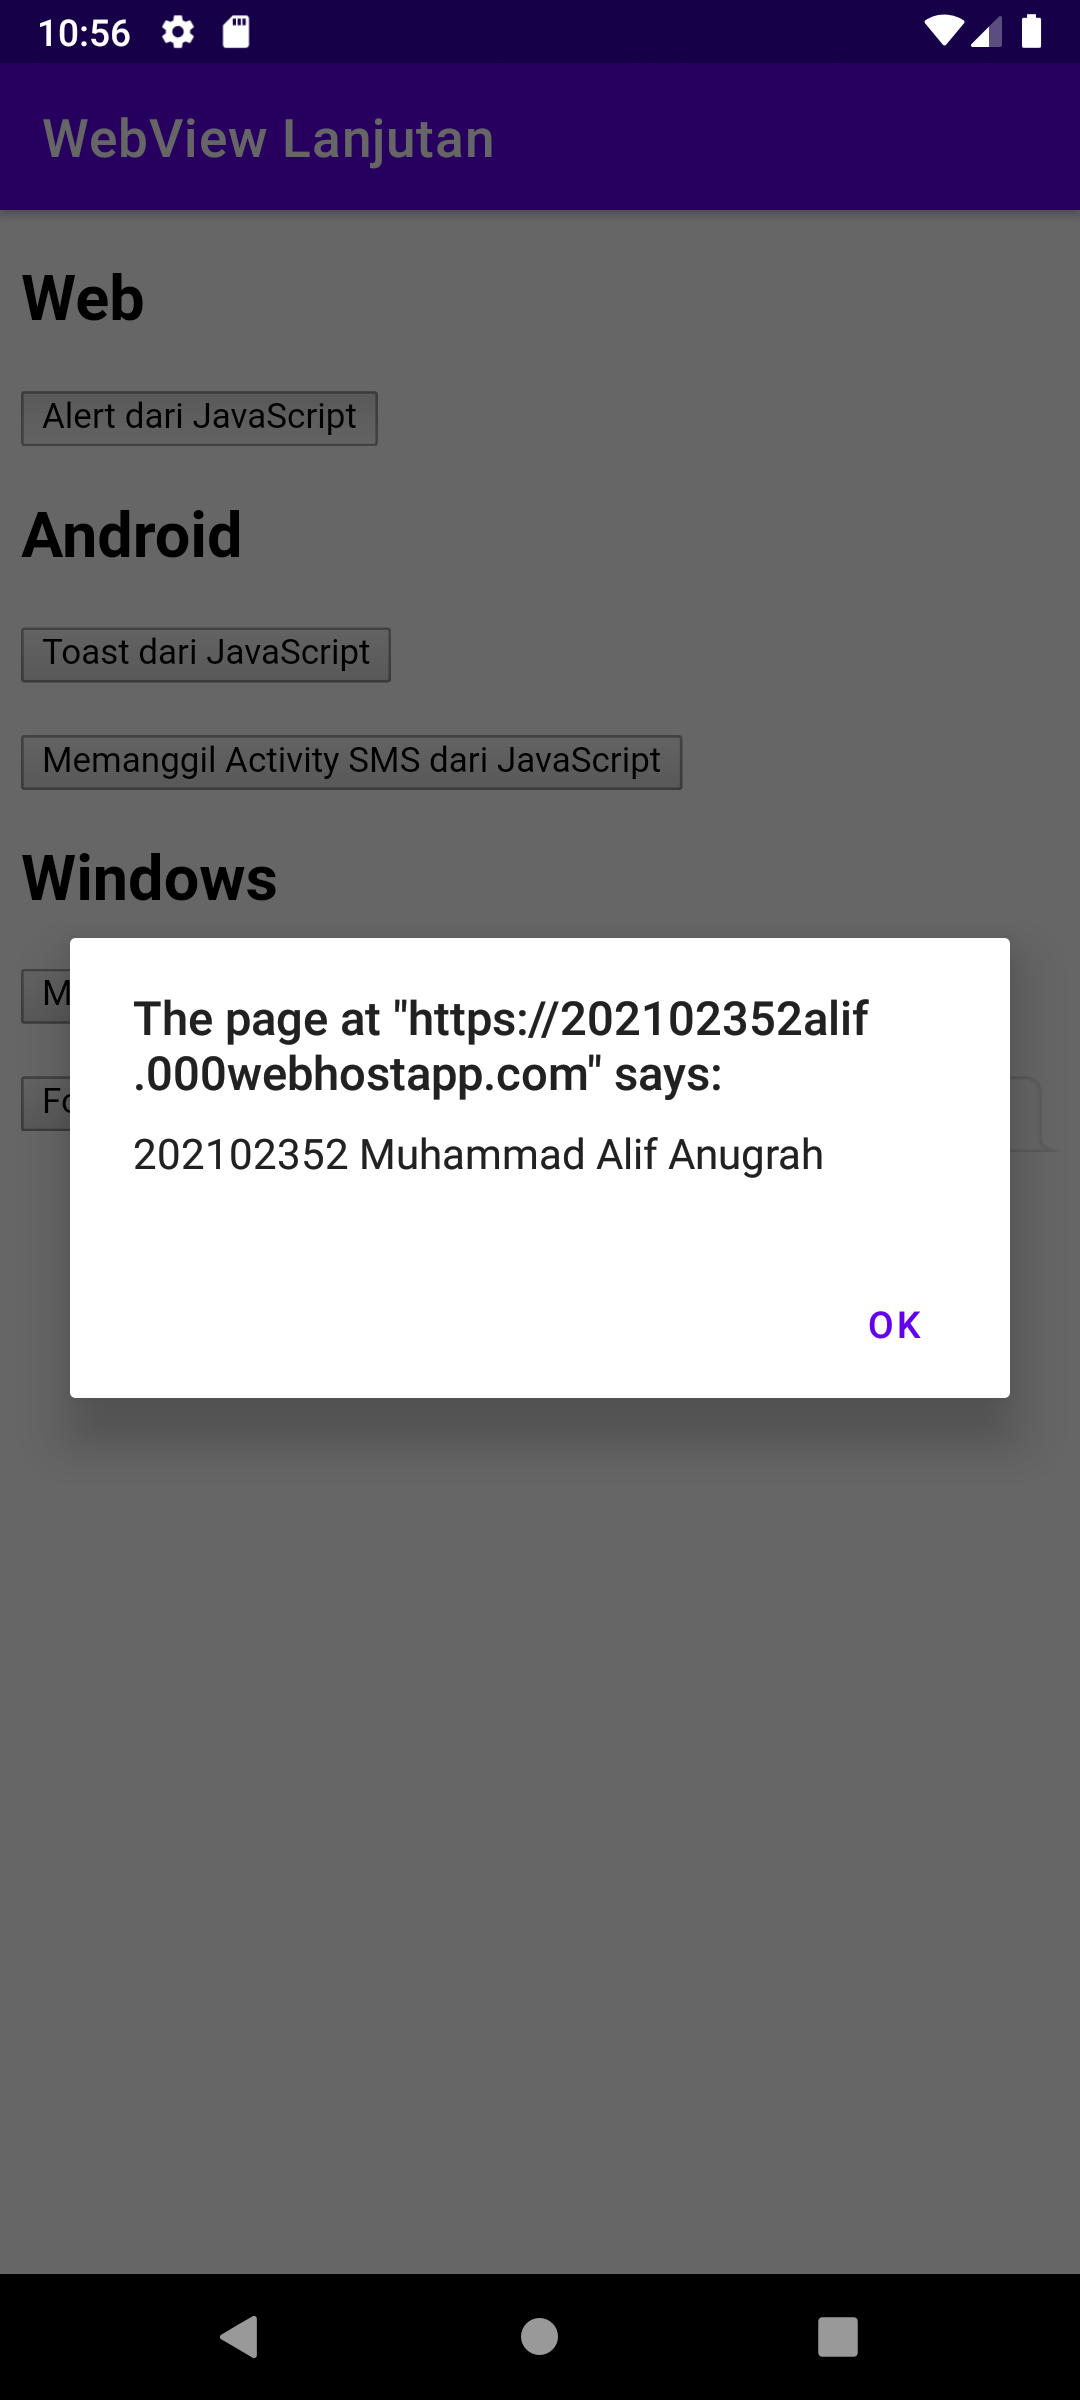 10:56
WebView Lanjutan
Web
Alert dari JavaScript
Android
Toast dari JavaScript
Memanggil Activity SMS dari JavaScript
Windows
The page at "https://202102352alif
.000webhostapp.com" says:
202102352 Muhammad Alif Anugrah
OK